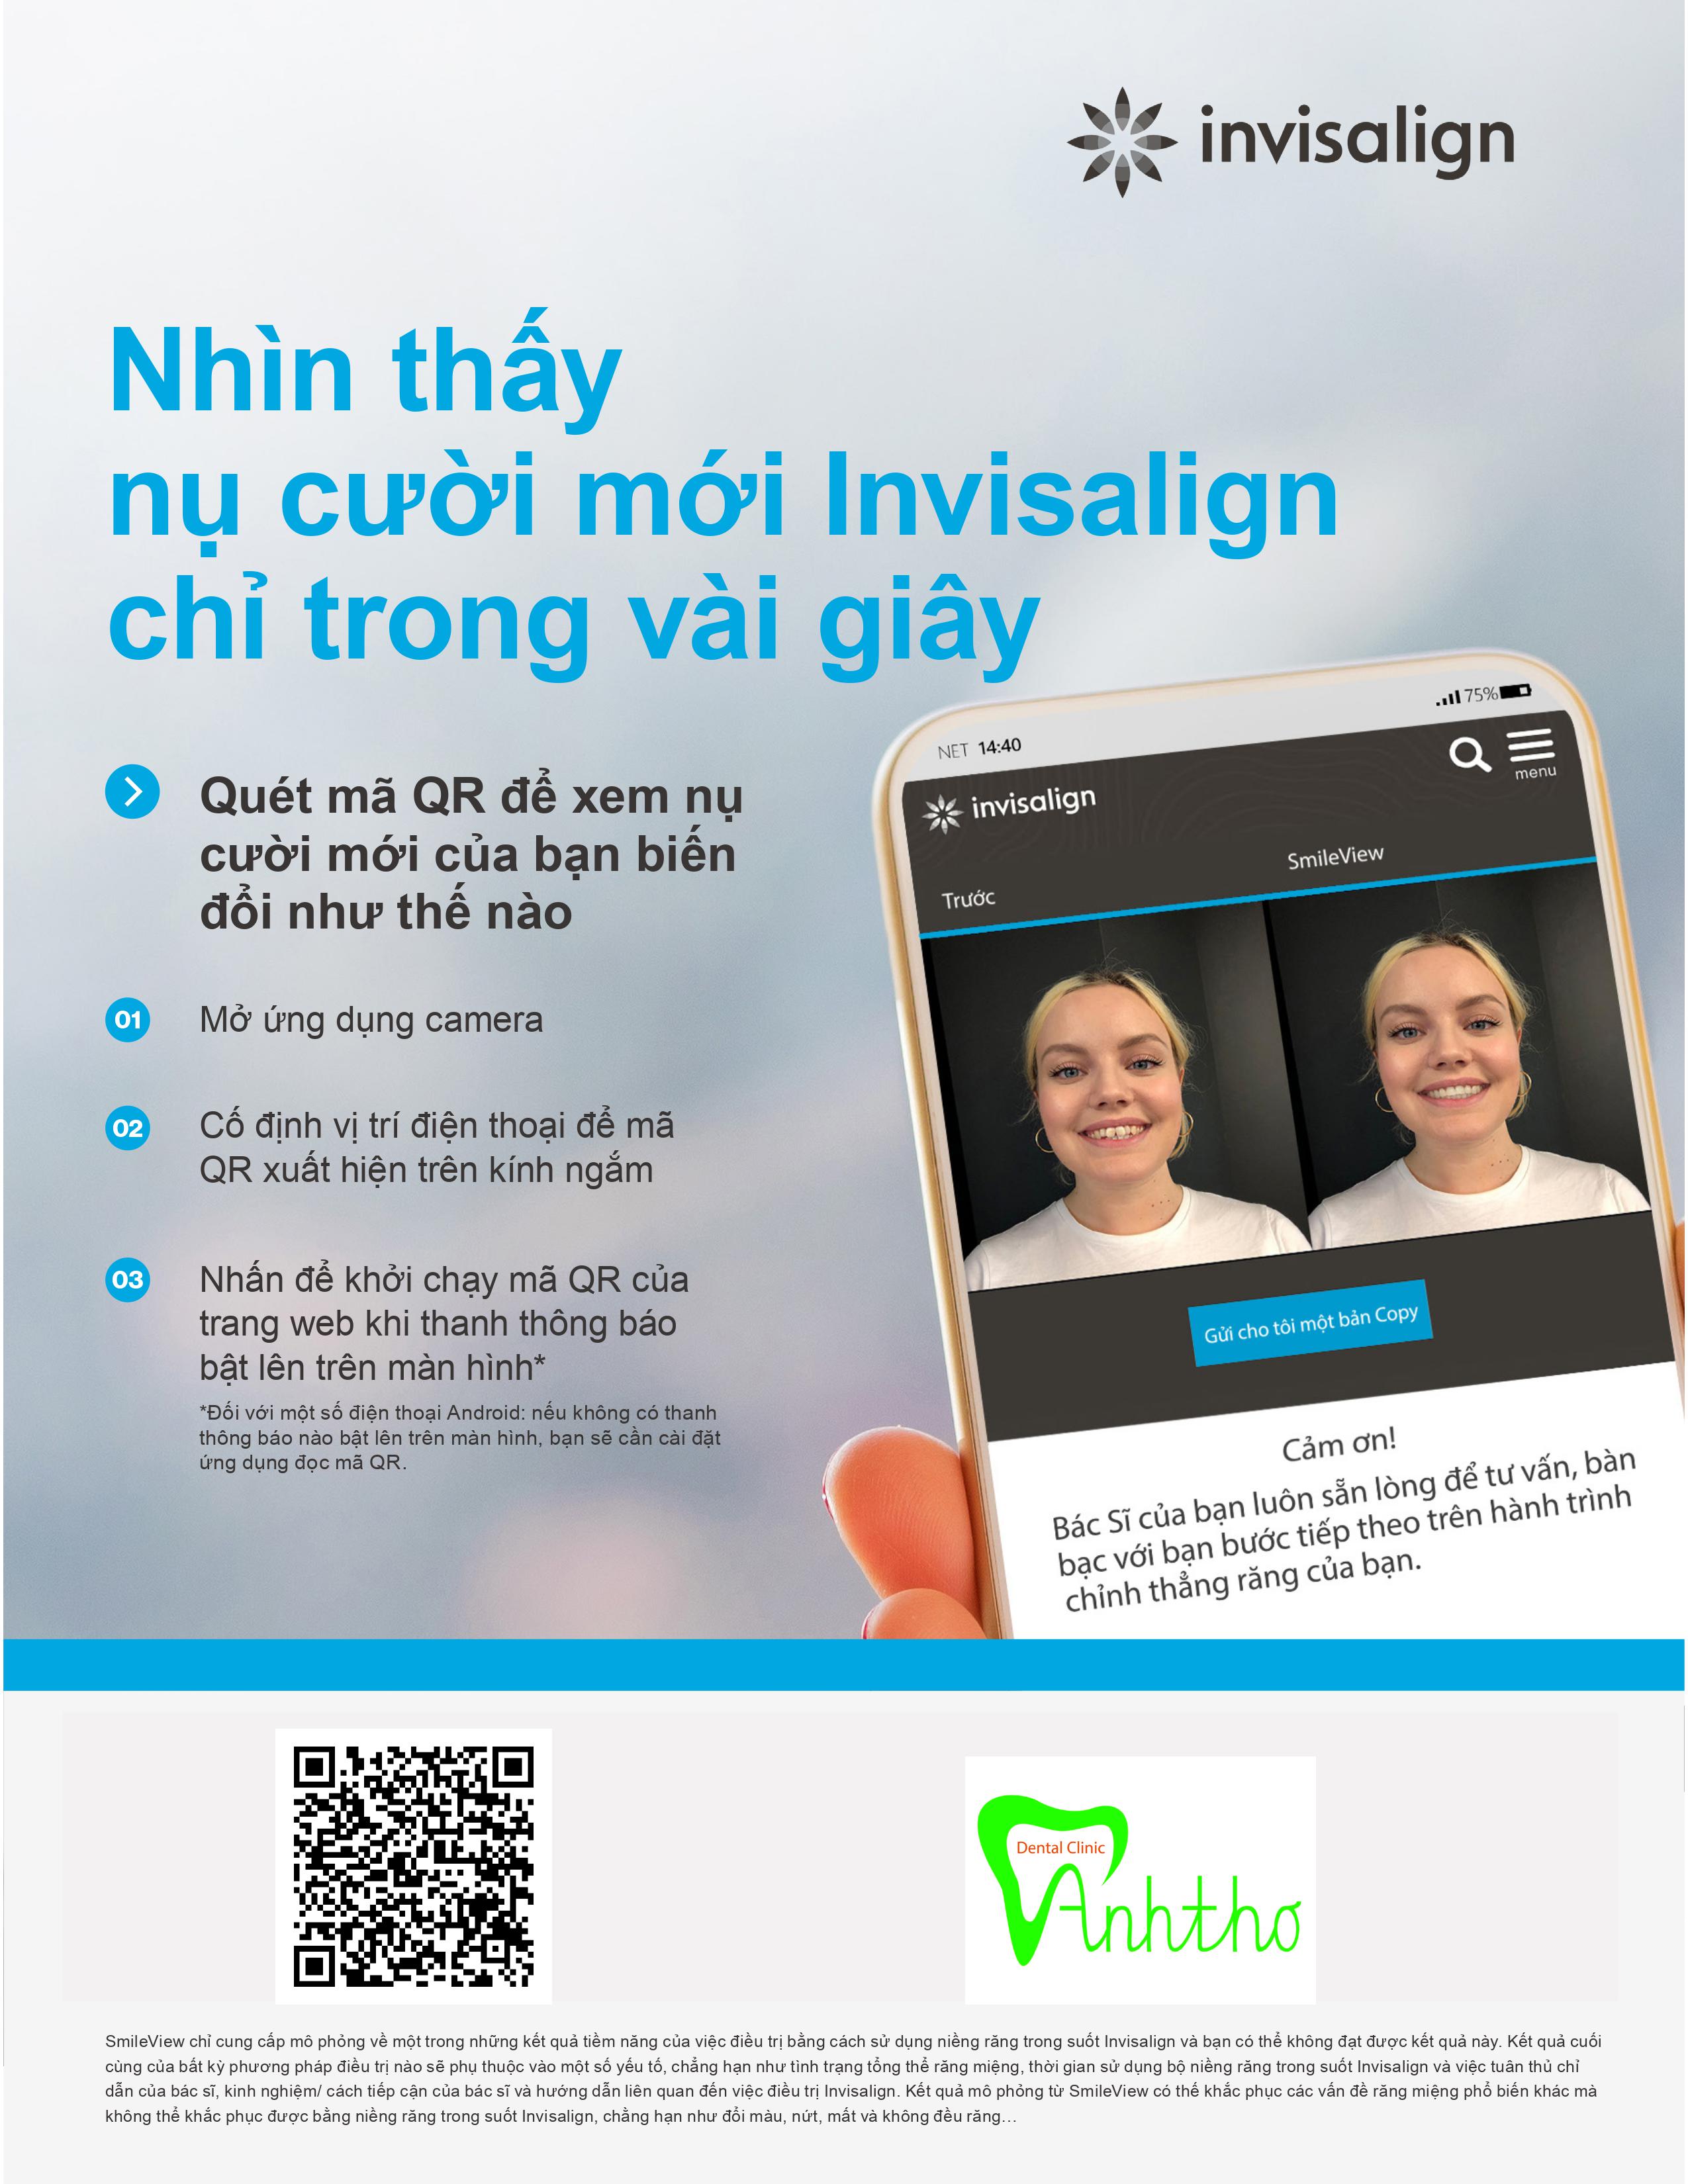 invisalign
Nhìn thấy
nụ cười mới Invisalign
chỉ trong vài giây
Quét mã QR để xem nụ
cười mới của bạn biến
đổi như thế nào
01 Mở ứng dụng camera
02 Cố định vị trí điện thoại để mã
QR xuất hiện trên kính ngắm
03 Nhấn để khởi chạy mã QR của
trang web khi thanh thông báo
bật lên trên màn hình*
*Đối với một số điện thoại Android: nếu không có thanh
thông báo nào bật lên trên màn hình, bạn sẽ cần cài đặt
ứng dụng đọc mã QR.
NET 14:40 75%
invisalign menu
Trước SmileView
Gửi cho tôi một bản Copy
Cảm ơn!
Bác Sĩ của bạn luôn sẵn lòng để tư vấn, bàn
bạc với bạn bước tiếp theo trên hành trình
chỉnh thẳng răng của bạn.
Dental Clinic
Anhthơ
SmileView chỉ cung cấp mô phỏng về một trong những kết quả tiềm năng của việc điều trị bằng cách sử dụng niềng răng trong suốt Invisalign và bạn có thể không đạt được kết quả này. Kết quả cuối
cùng của bất kỳ phương pháp điều trị nào sẽ phụ thuộc vào một số yếu tố, chẳng hạn như tình trạng tổng thể răng miệng, thời gian sử dụng bộ niềng răng trong suốt Invisalign và việc tuân thủ chỉ
dẫn của bác sĩ, kinh nghiệm/ cách tiếp cận của bác sĩ và hướng dẫn liên quan đến việc điều trị Invisalign. Kết quả mô phỏng từ SmileView có thế khắc phục các vấn đề răng miệng phổ biến khác mà
không thể khắc phục được bằng niềng răng trong suốt Invisalign, chẳng hạn như đổi màu, nứt, mất và không đều răng…